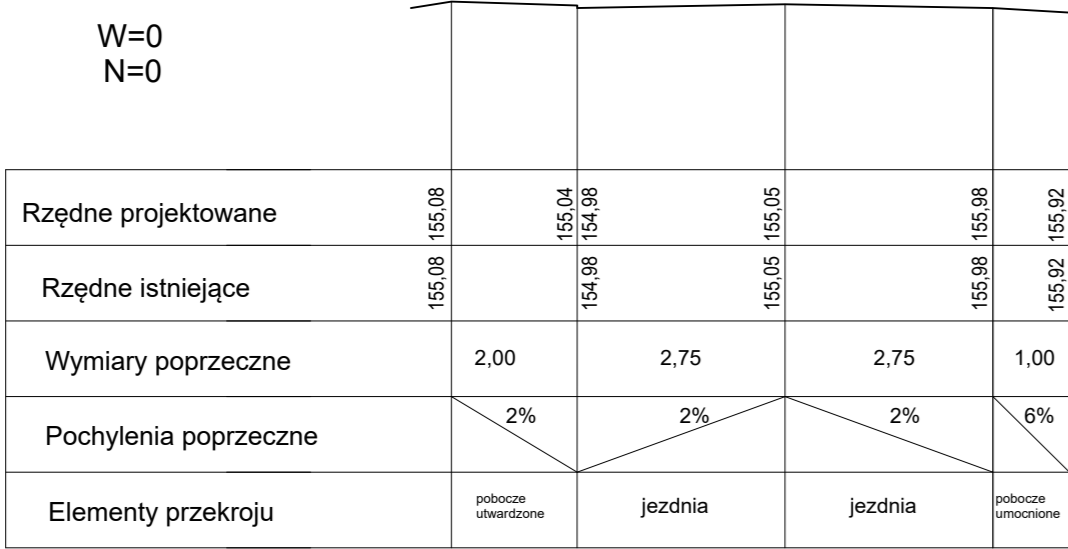 W=0
N=0
Rzędne projektowane 155,08 155,04 154,98 155,05 155,98 155,92
Rzędne istniejące 155,08 154,98 155,05 155,98 155,92
Wymiary poprzeczne 2,00 2,75 2,75 1,00
Pochylenia poprzeczne 2% 2% 2% 6%
Elementy przekroju pobocze utwardzone jezdnia jezdnia pobocze umocnione